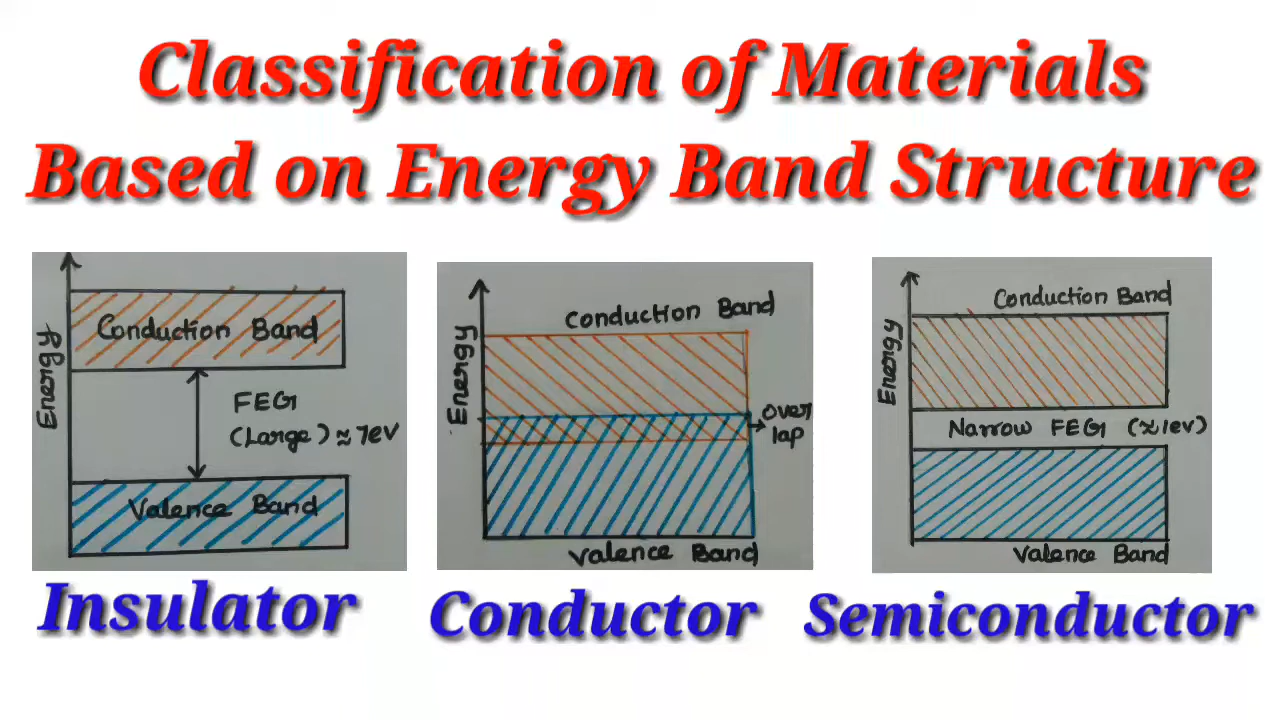 Classification of Materials
Based on Energy Band Structure
Energy
Conduction Band
FEG
(Large) ≈ 7eV
Valence Band
Insulator
Energy
Conduction Band
Over
lap
Valence Band
Conductor
Energy
Conduction Band
Narrow FEG (≈1eV)
Valence Band
Semiconductor